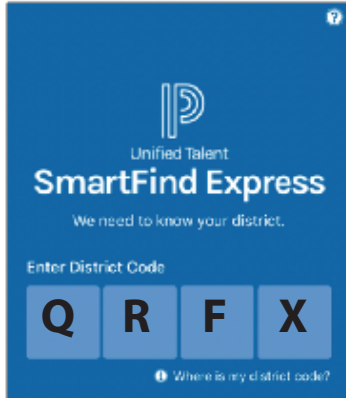 ?
Unified Talent
SmartFind Express
We need to know your district.
Enter District Code
Q R F X
Where is my district code?